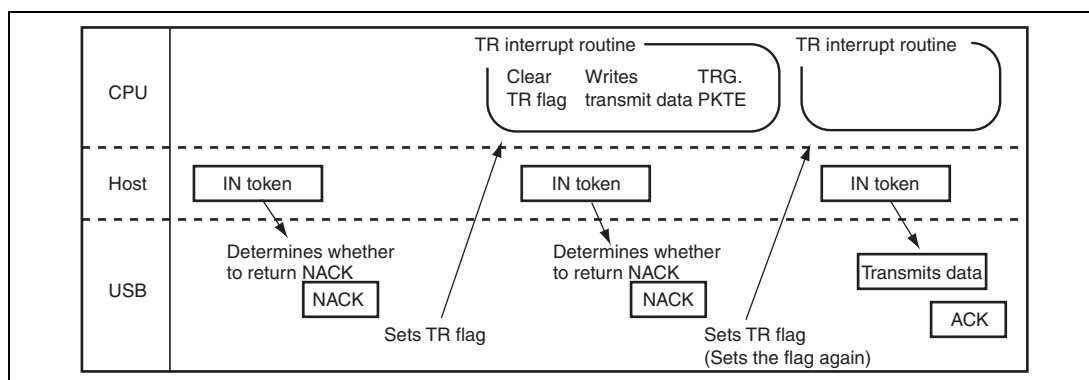 CPU
TR interrupt routine
Clear Writes TRG.
TR flag transmit data PKTE
TR interrupt routine
Host
IN token
IN token
IN token
USB
Determines whether
to return NACK
NACK
Sets TR flag
Determines whether
to return NACK
NACK
Sets TR flag
(Sets the flag again)
Transmits data
ACK